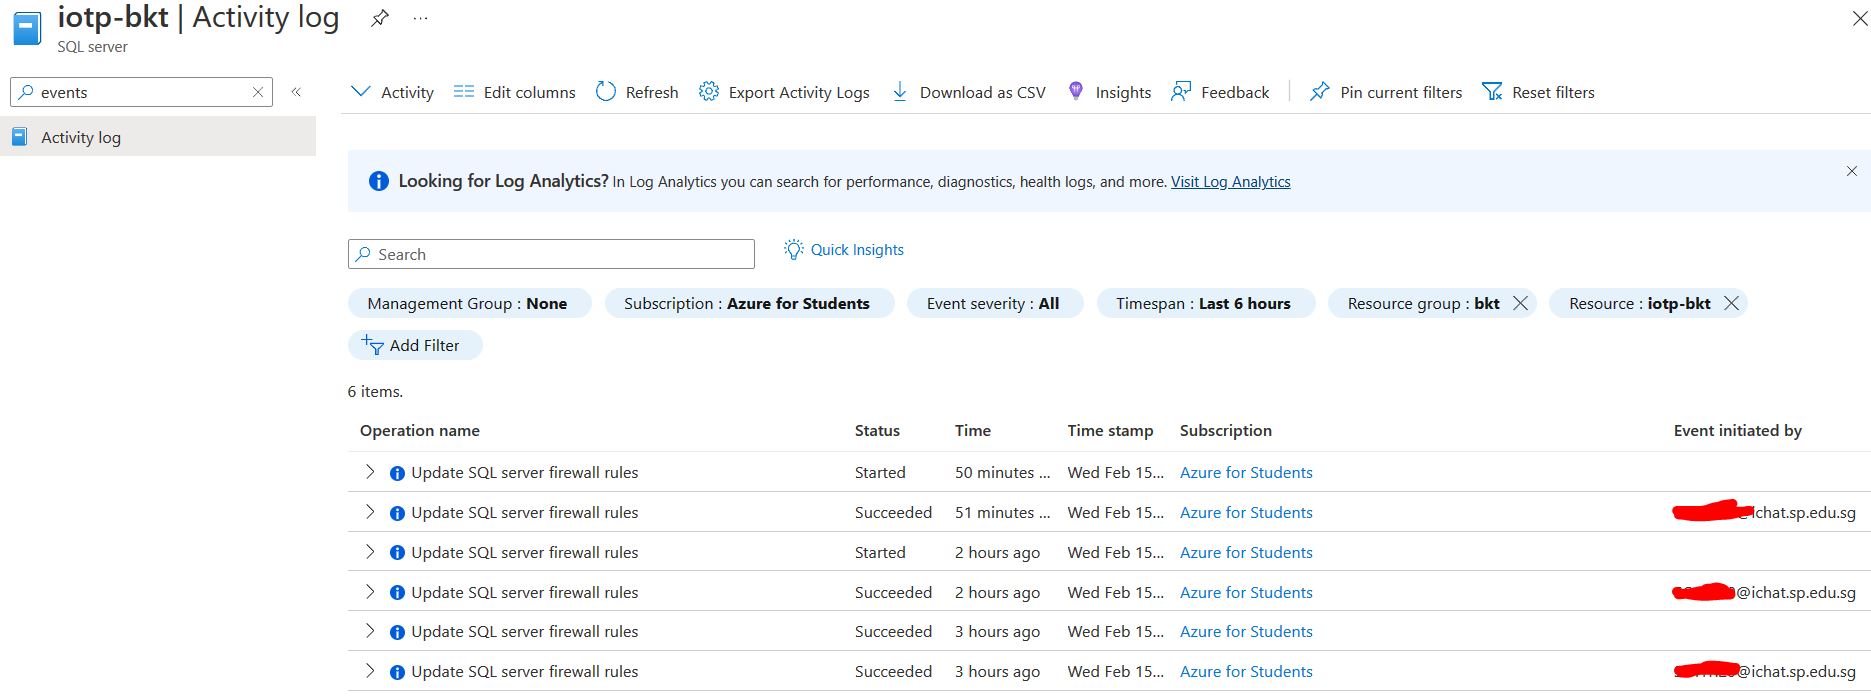 iotp-bkt | Activity log ...
SQL server
events
Activity log
Activity Edit columns Refresh Export Activity Logs Download as CSV Insights Feedback Pin current filters Reset filters
Looking for Log Analytics? In Log Analytics you can search for performance, diagnostics, health logs, and more. Visit Log Analytics
Search Quick Insights
Management Group : None Subscription : Azure for Students Event severity : All Timespan : Last 6 hours Resource group : bkt Resource : iotp-bkt
Add Filter
6 items.
Operation name Status Time Time stamp Subscription Event initiated by
Update SQL server firewall rules Started 50 minutes ... Wed Feb 15... Azure for Students
Update SQL server firewall rules Succeeded 51 minutes ... Wed Feb 15... Azure for Students ichat.sp.edu.sg
Update SQL server firewall rules Started 2 hours ago Wed Feb 15... Azure for Students
Update SQL server firewall rules Succeeded 2 hours ago Wed Feb 15... Azure for Students @ichat.sp.edu.sg
Update SQL server firewall rules Succeeded 3 hours ago Wed Feb 15... Azure for Students
Update SQL server firewall rules Succeeded 3 hours ago Wed Feb 15... Azure for Students @ichat.sp.edu.sg